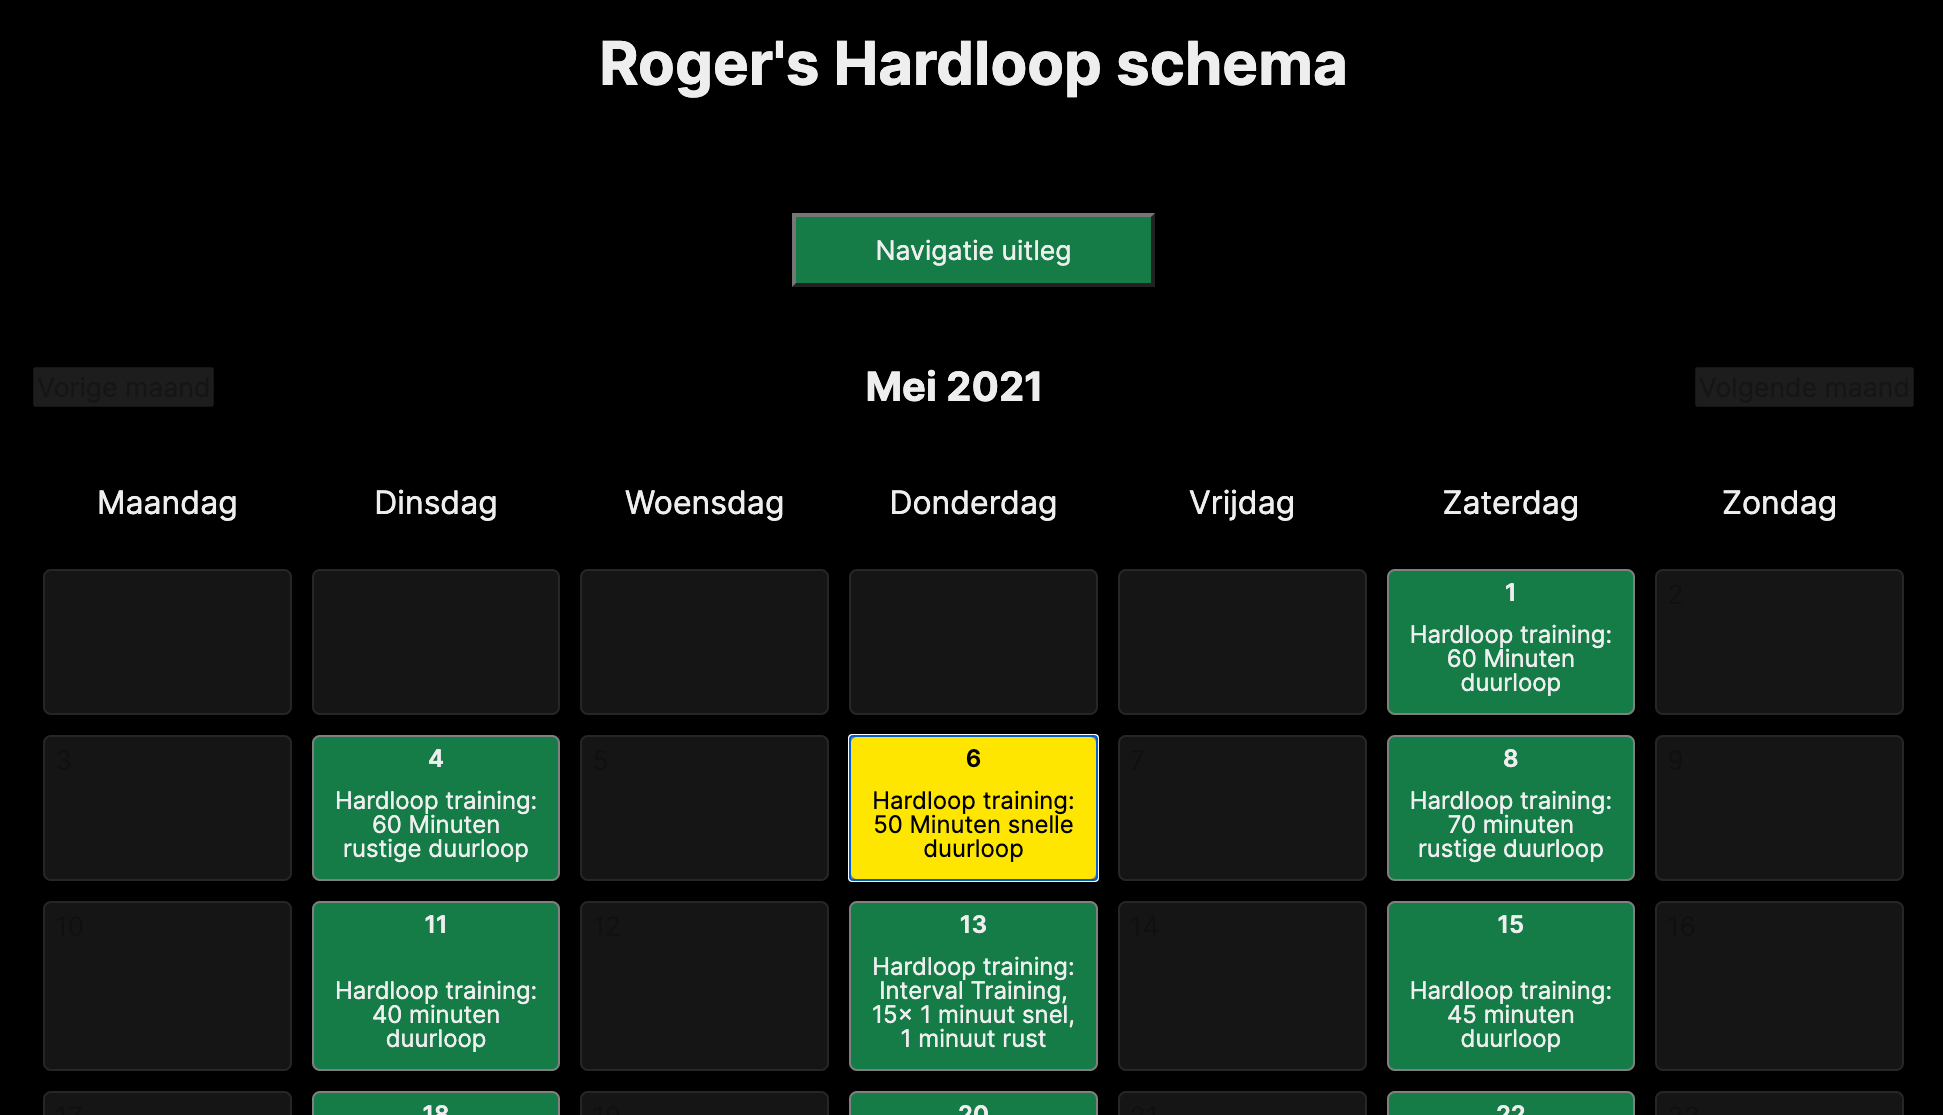 Roger's Hardloop schema
Navigatie uitleg
Vorige maand
Mei 2021
Volgende maand
Maandag
Dinsdag
Woensdag
Donderdag
Vrijdag
Zaterdag
Zondag
1
Hardloop training:
60 Minuten
duurloop
2
3
4
Hardloop training:
60 Minuten
rustige duurloop
5
6
Hardloop training:
50 Minuten snelle
duurloop
7
8
Hardloop training:
70 minuten
rustige duurloop
9
10
11
Hardloop training:
40 minuten
duurloop
12
13
Hardloop training:
Interval Training,
15× 1 minuut snel,
1 minuut rust
14
15
Hardloop training:
45 minuten
duurloop
16
18
20
22